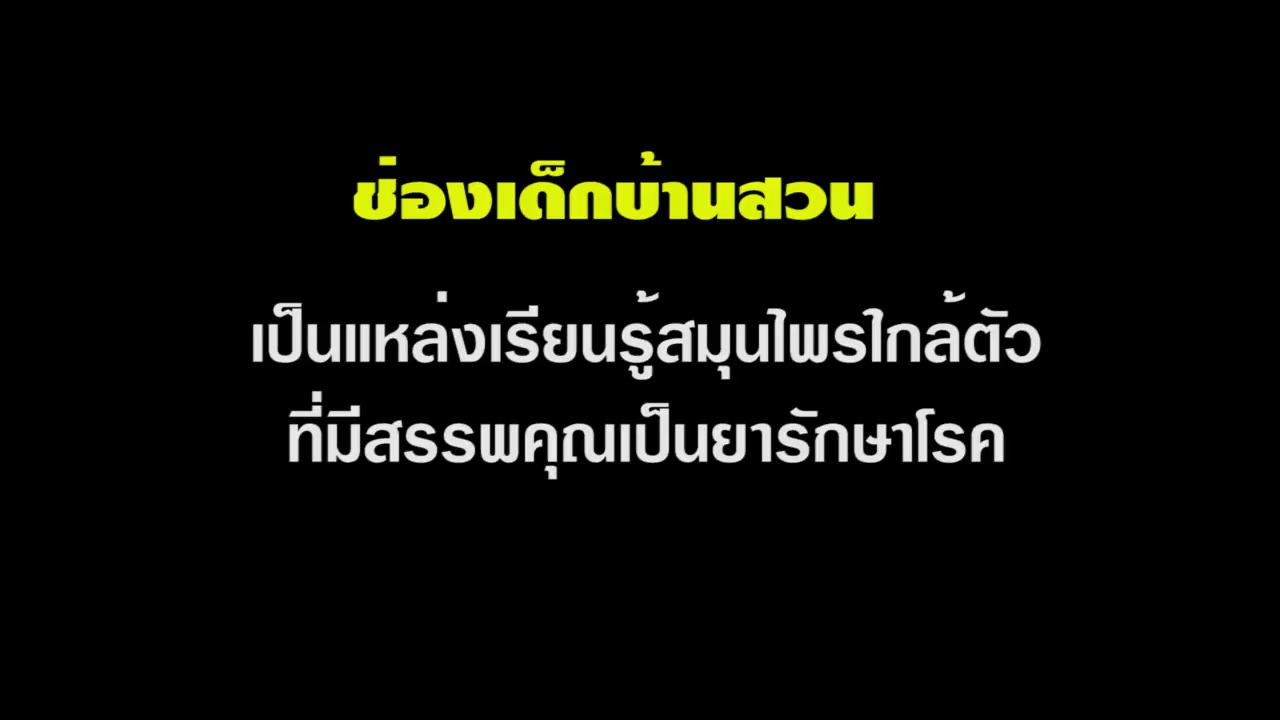 ช่องเด็กบ้านสวน
เป็นแหล่งเรียนรู้สมุนไพรใกล้ตัว
ที่มีสรรพคุณเป็นยารักษาโรค